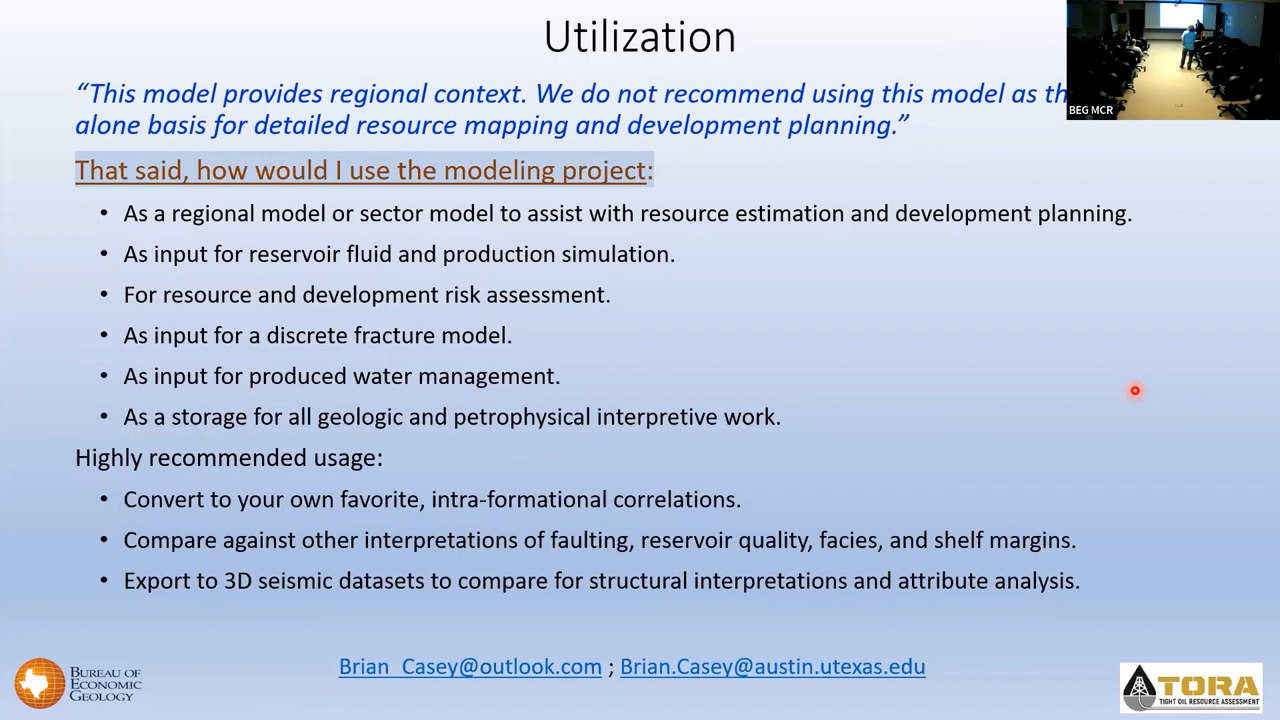 Utilization
“This model provides regional context. We do not recommend using this model as
alone basis for detailed resource mapping and development planning.”
BEG MCR
That said, how would I use the modeling project:
• As a regional model or sector model to assist with resource estimation and development planning.
• As input for reservoir fluid and production simulation.
• For resource and development risk assessment.
• As input for a discrete fracture model.
• As input for produced water management.
• As a storage for all geologic and petrophysical interpretive work.
Highly recommended usage:
• Convert to your own favorite, intra-formational correlations.
• Compare against other interpretations of faulting, reservoir quality, facies, and shelf margins.
• Export to 3D seismic datasets to compare for structural interpretations and attribute analysis.
Brian_Casey@outlook.com ; Brian.Casey@austin.utexas.edu
BUREAU OF
ECONOMIC
GEOLOGY
TORA
TIGHT OIL RESOURCE ASSESSMENT